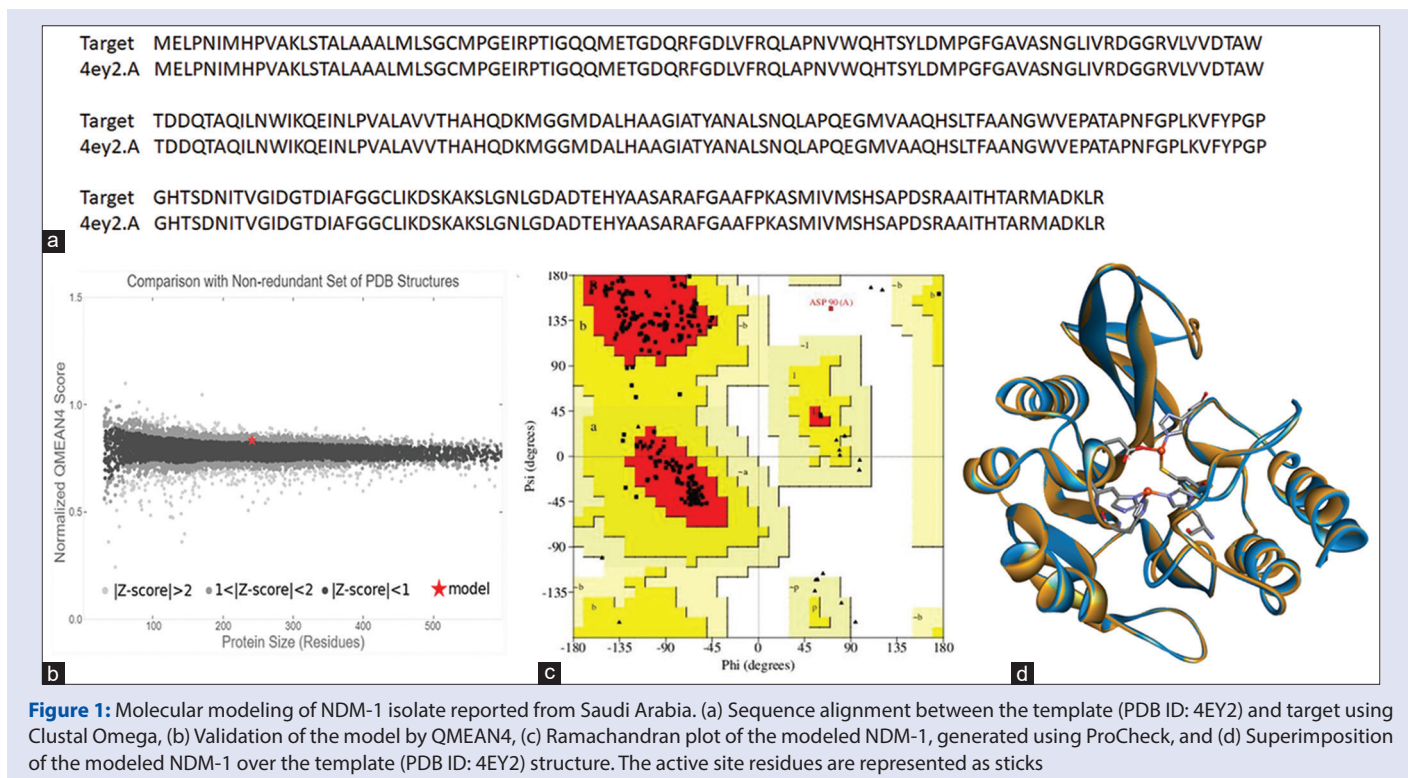 Target MELPNIMHPVAKLSTALAAALMLSGCMPGEIRPTIGQQMETGDQRFGDLVFRQLAPNVWQHTSYLDMPGFGAVASNGLIVRDGGRVLVVDTAW
4ey2.A MELPNIMHPVAKLSTALAAALMLSGCMPGEIRPTIGQQMETGDQRFGDLVFRQLAPNVWQHTSYLDMPGFGAVASNGLIVRDGGRVLVVDTAW
Target TDDQTAQILNWIKQEINLPVALAVVTHAHQDKMGGMDALHAAGIATYANALSNQLAPQEGMVAAQHSLTFAANGWVEPATAPNFGPLKVFYPGP
4ey2.A TDDQTAQILNWIKQEINLPVALAVVTHAHQDKMGGMDALHAAGIATYANALSNQLAPQEGMVAAQHSLTFAANGWVEPATAPNFGPLKVFYPGP
Target GHTSDNITVGIDGTDIAFGGCLIKDSKAKSLGNLGDADTEHYAASARAFGAAFPKASMIVMSHSAPDSRAAITHTARMADKLR
4ey2.A GHTSDNITVGIDGTDIAFGGCLIKDSKAKSLGNLGDADTEHYAASARAFGAAFPKASMIVMSHSAPDSRAAITHTARMADKLR
a
Comparison with Non-redundant Set of PDB Structures
Normalized QMEAN4 Score
1.5
1.0
0.5
0.0
|Z-score|>2 1<|Z-score|<2 |Z-score|<1 model
100 200 300 400 500
Protein Size (Residues)
b
Psi (degrees)
180
135
90
45
0
-45
-90
-135
B
b
~b
~b
b
ASP 90 (A)
~l
l
a
~a
~b
b
~p
p
~b
-180 -135 -90 -45 0 45 90 135 180
Phi (degrees)
c
d
Figure 1: Molecular modeling of NDM-1 isolate reported from Saudi Arabia. (a) Sequence alignment between the template (PDB ID: 4EY2) and target using
Clustal Omega, (b) Validation of the model by QMEAN4, (c) Ramachandran plot of the modeled NDM-1, generated using ProCheck, and (d) Superimposition
of the modeled NDM-1 over the template (PDB ID: 4EY2) structure. The active site residues are represented as sticks